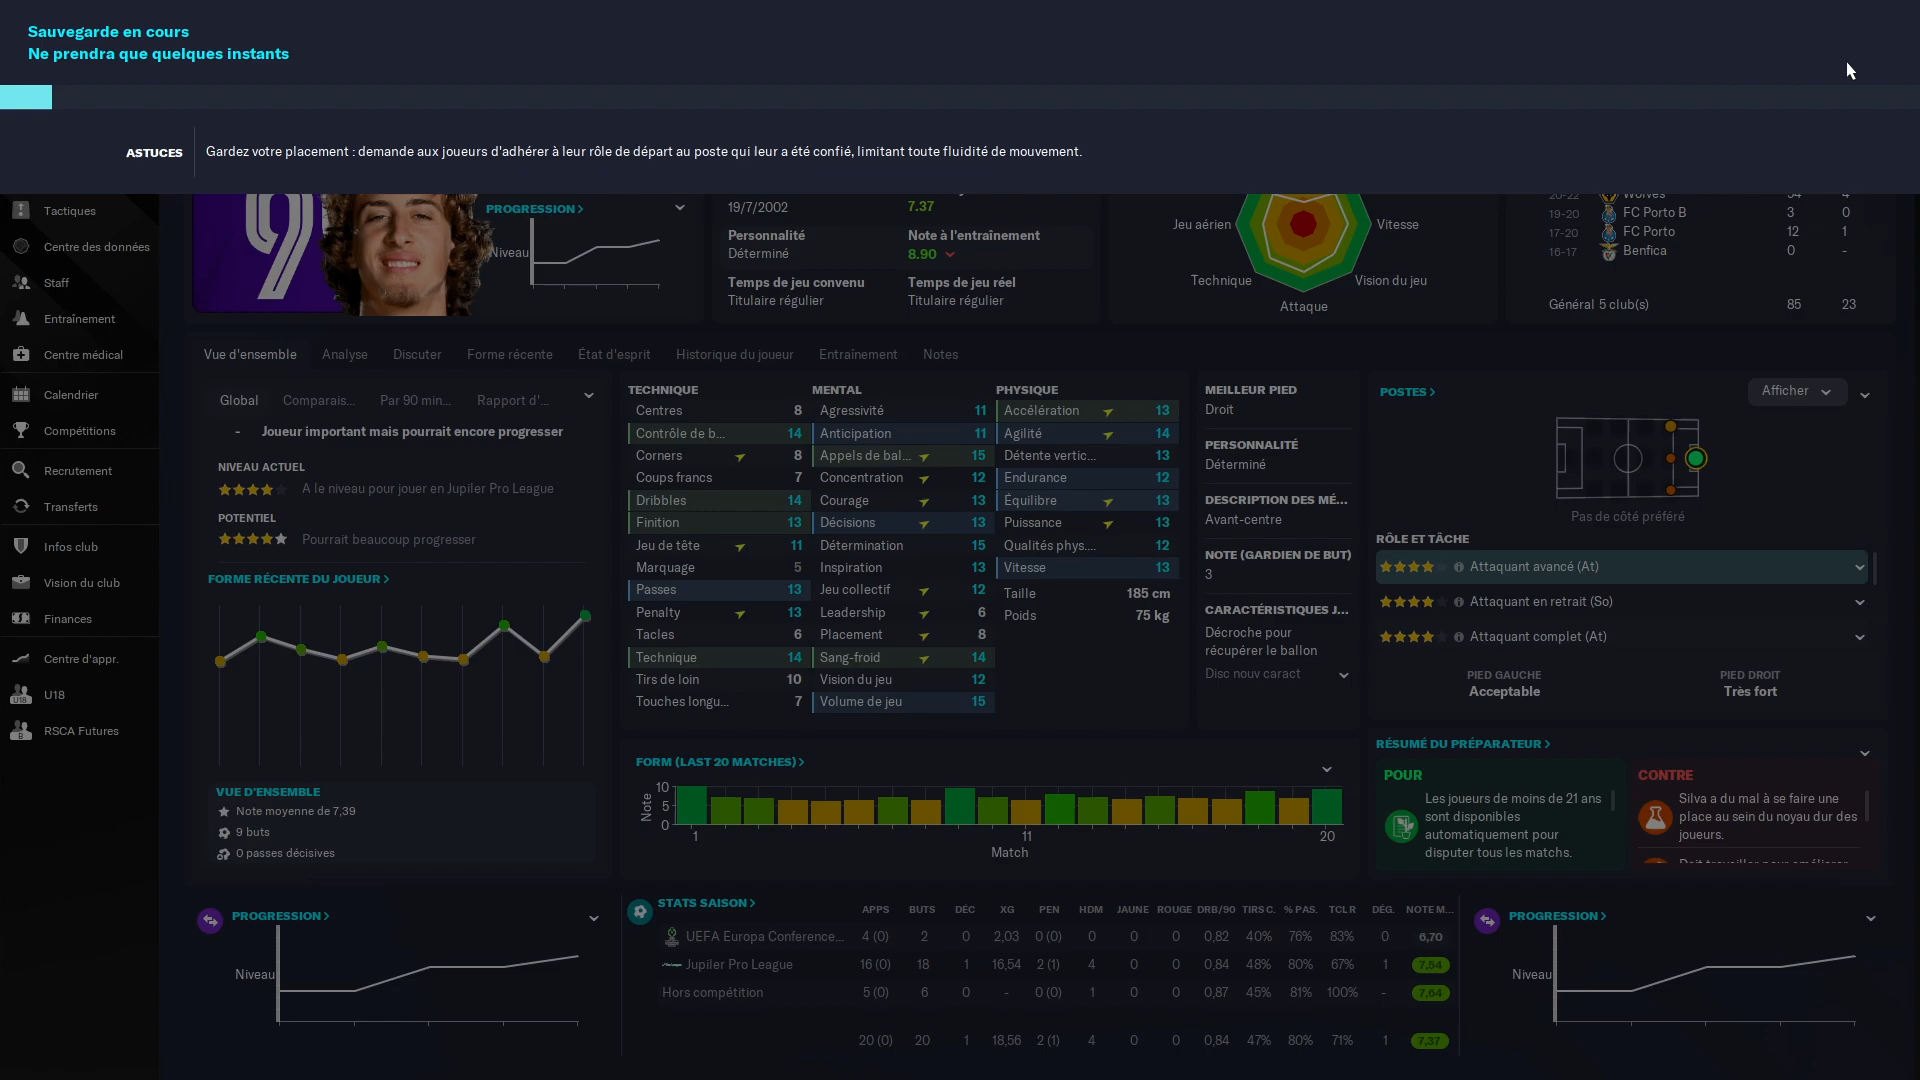 Sauvegarde en cours
Ne prendra que quelques instants
ASTUCES
Gardez votre placement : demande aux joueurs d'adhérer à leur rôle de départ au poste qui leur a été confié, limitant toute fluidité de mouvement.
Tactiques
Centre des données
Staff
Entraînement
Centre médical
Calendrier
Compétitions
Recrutement
Transferts
Infos club
Vision du club
Finances
Centre d'appr.
U18
RSCA Futures
9
PROGRESSION
Niveau
19/7/2002
7.37
Personnalité
Déterminé
Note à l'entraînement
8.90
Temps de jeu convenu
Titulaire régulier
Temps de jeu réel
Titulaire régulier
Jeu aérien
Vitesse
Technique
Vision du jeu
Attaque
20-22 Wolves 54 4
19-20 FC Porto B 3 0
17-20 FC Porto 12 1
16-17 Benfica 0 -
Général 5 club(s) 85 23
Vue d'ensemble
Analyse
Discuter
Forme récente
État d'esprit
Historique du joueur
Entraînement
Notes
Global
Comparais...
Par 90 min...
Rapport d'...
- Joueur important mais pourrait encore progresser
NIVEAU ACTUEL
A le niveau pour jouer en Jupiler Pro League
POTENTIEL
Pourrait beaucoup progresser
FORME RÉCENTE DU JOUEUR
VUE D'ENSEMBLE
Note moyenne de 7,39
9 buts
0 passes décisives
TECHNIQUE
Centres 8
Contrôle de b... 14
Corners 8
Coups francs 7
Dribbles 14
Finition 13
Jeu de tête 11
Marquage 5
Passes 13
Penalty 13
Tacles 6
Technique 14
Tirs de loin 10
Touches longu... 7
MENTAL
Agressivité 11
Anticipation 11
Appels de bal... 15
Concentration 12
Courage 13
Décisions 13
Détermination 15
Inspiration 13
Jeu collectif 12
Leadership 6
Placement 8
Sang-froid 14
Vision du jeu 12
Volume de jeu 15
PHYSIQUE
Accélération 13
Agilité 14
Détente vertic... 13
Endurance 12
Équilibre 13
Puissance 13
Qualités phys.... 12
Vitesse 13
Taille 185 cm
Poids 75 kg
MEILLEUR PIED
Droit
PERSONNALITÉ
Déterminé
DESCRIPTION DES MÉ...
Avant-centre
NOTE (GARDIEN DE BUT)
3
CARACTÉRISTIQUES J...
Décroche pour
récupérer le ballon
Disc nouv caract
POSTES
Afficher
Pas de côté préféré
RÔLE ET TÂCHE
Attaquant avancé (At)
Attaquant en retrait (So)
Attaquant complet (At)
PIED GAUCHE
Acceptable
PIED DROIT
Très fort
FORM (LAST 20 MATCHES)
Note
10
5
0
1
11
20
Match
RÉSUMÉ DU PRÉPARATEUR
POUR
Les joueurs de moins de 21 ans
sont disponibles
automatiquement pour
disputer tous les matchs.
CONTRE
Silva a du mal à se faire une
place au sein du noyau dur des
joueurs.
PROGRESSION
Niveau
STATS SAISON
APPS BUTS DÉC XG PEN HDM JAUNE ROUGE DRB/90 TIRS C. % PAS. TCL R DÉG. NOTE M...
UEFA Europa Conference... 4 (0) 2 0 2,03 0 (0) 0 0 0 0,82 40% 76% 83% 0 6,70
Jupiler Pro League 16 (0) 18 1 16,54 2 (1) 4 0 0 0,84 48% 80% 67% 1 7,54
Hors compétition 5 (0) 6 0 - 0 (0) 1 0 0 0,87 45% 81% 100% - 7,64
20 (0) 20 1 18,56 2 (1) 4 0 0 0,84 47% 80% 71% 1 7,37
PROGRESSION
Niveau